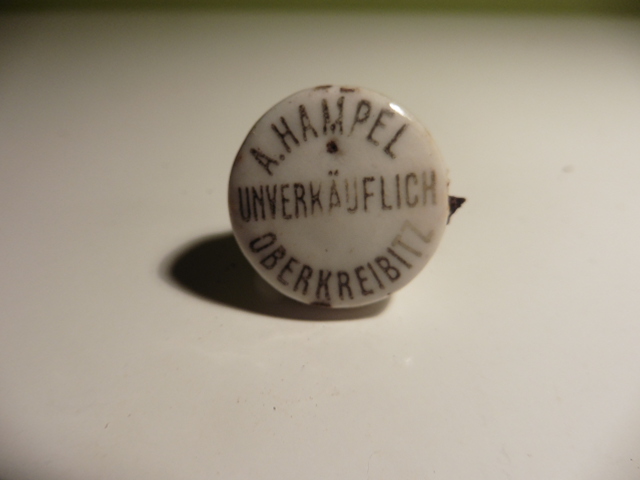 A. HAMPEL
UNVERKÄUFLICH
OBERKREIBITZ